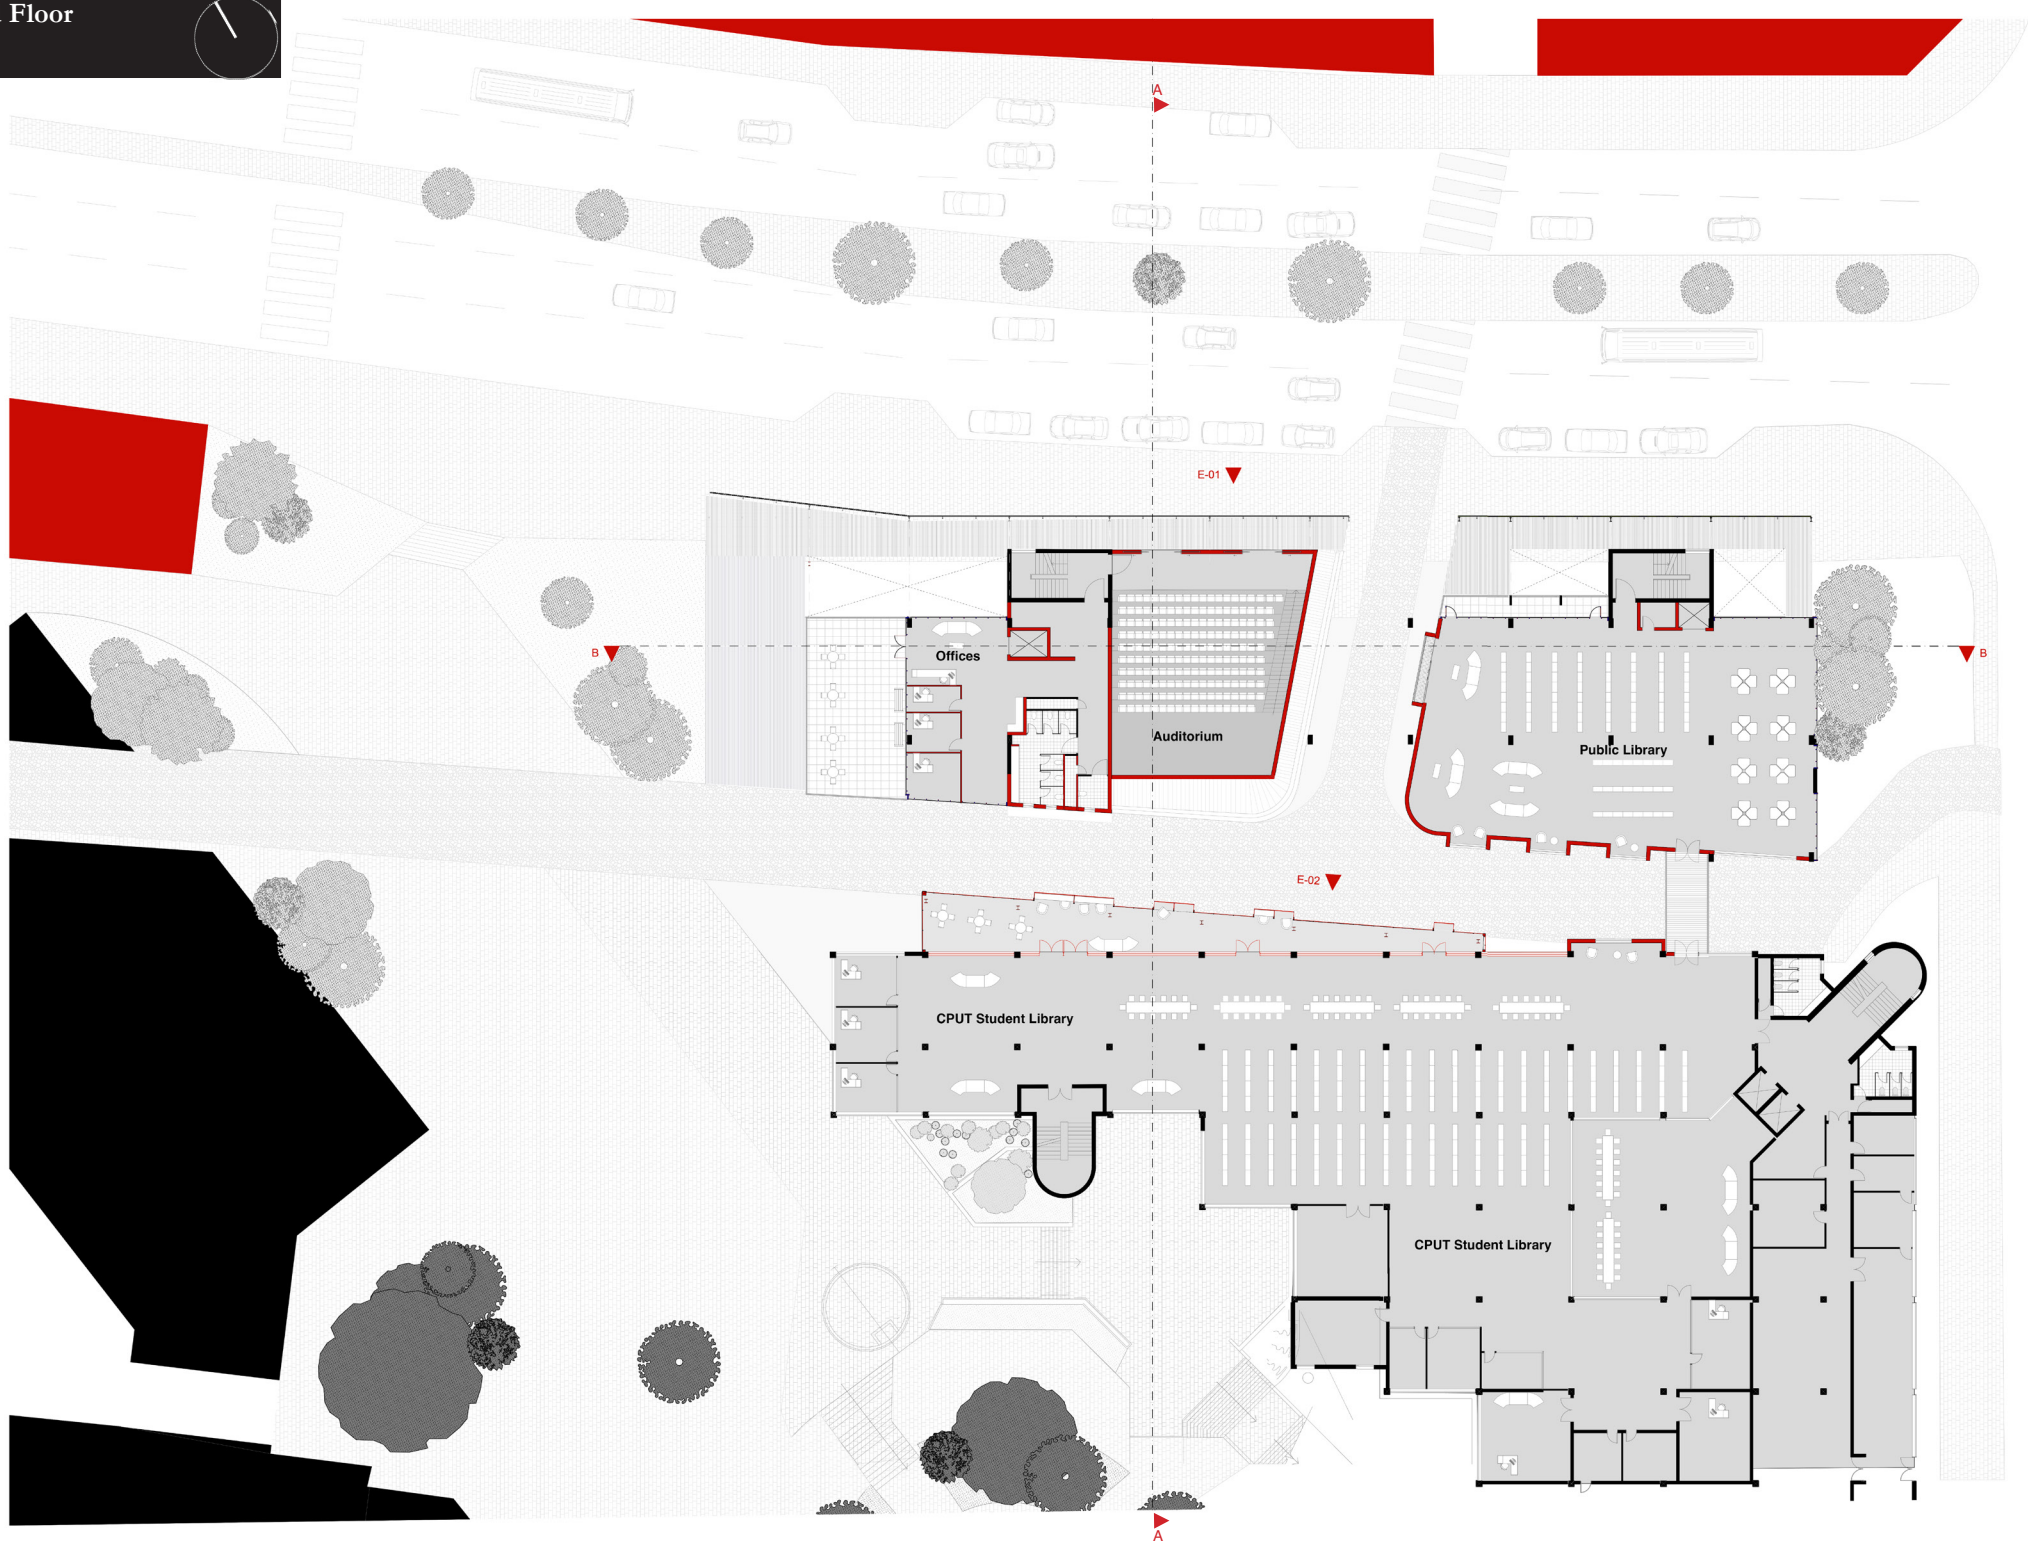 Floor
A
E-01
B
Offices
B
Auditorium
Public Library
E-02
CPUT Student Library
CPUT Student Library
A